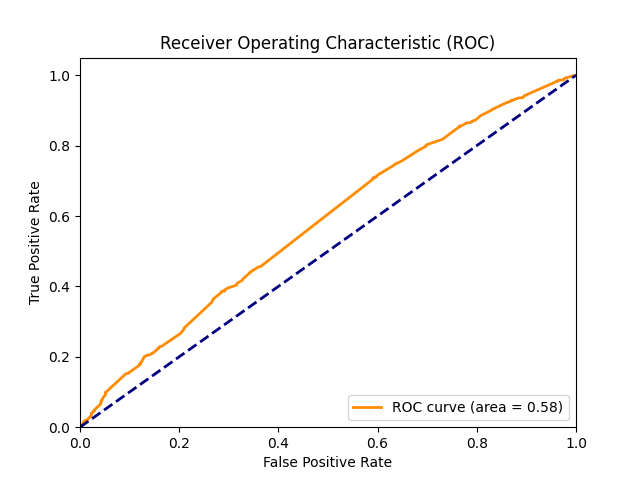 Receiver Operating Characteristic (ROC)
True Positive Rate
1.0
0.8
0.6
0.4
0.2
0.0
0.0 0.2 0.4 0.6 0.8 1.0
False Positive Rate
ROC curve (area = 0.58)